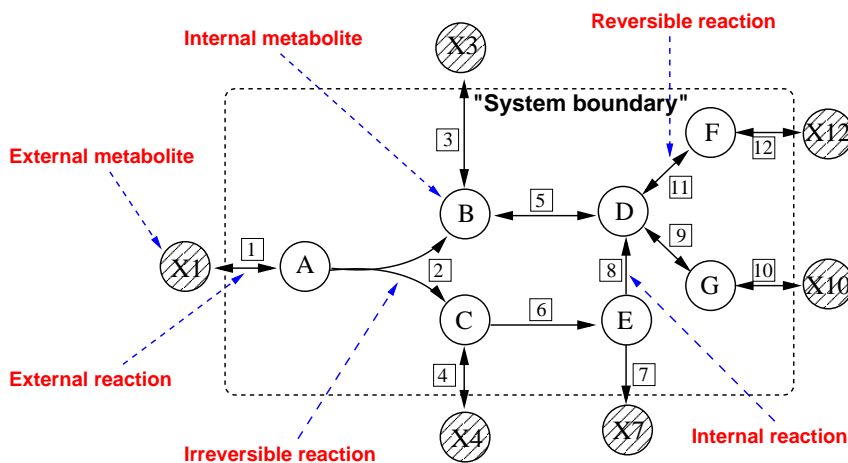 Reversible reaction
Internal metabolite
X3
"System boundary"
F
X12
12
3
11
External metabolite
B
5
D
9
1
X1
A
2
8
10
G
X10
C
6
E
External reaction
4
7
X4
X7
Irreversible reaction
Internal reaction